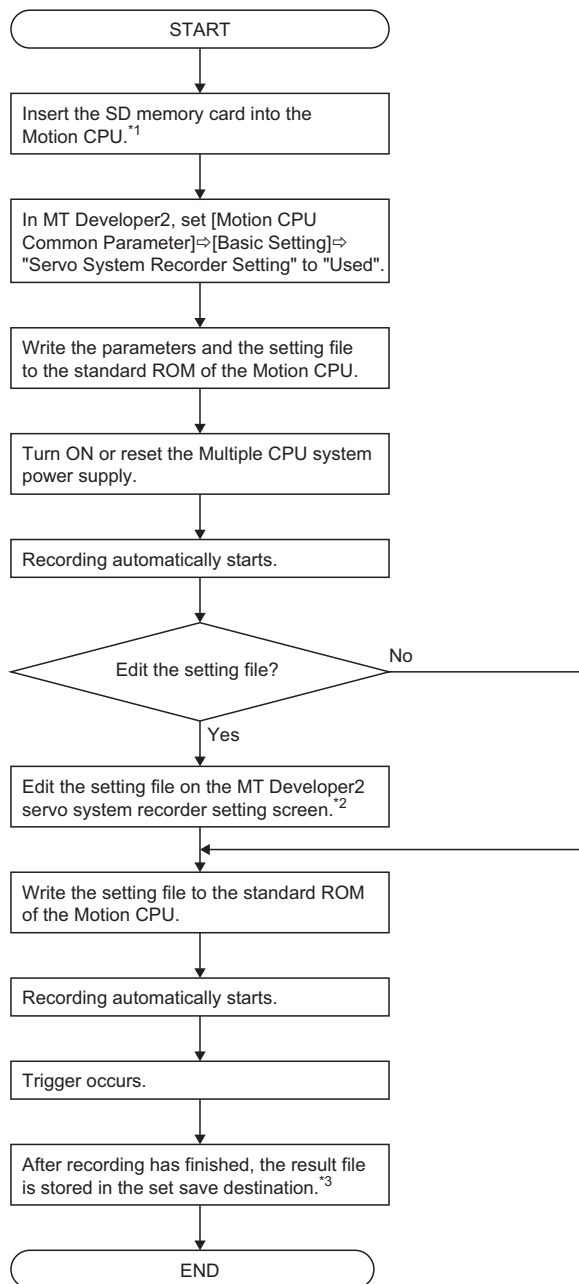 START
Insert the SD memory card into the
Motion CPU.*1
In MT Developer2, set [Motion CPU
Common Parameter]⇨[Basic Setting]⇨
"Servo System Recorder Setting" to "Used".
Write the parameters and the setting file
to the standard ROM of the Motion CPU.
Turn ON or reset the Multiple CPU system
power supply.
Recording automatically starts.
Edit the setting file?
No
Yes
Edit the setting file on the MT Developer2
servo system recorder setting screen.*2
Write the setting file to the standard ROM
of the Motion CPU.
Recording automatically starts.
Trigger occurs.
After recording has finished, the result file
is stored in the set save destination.*3
END